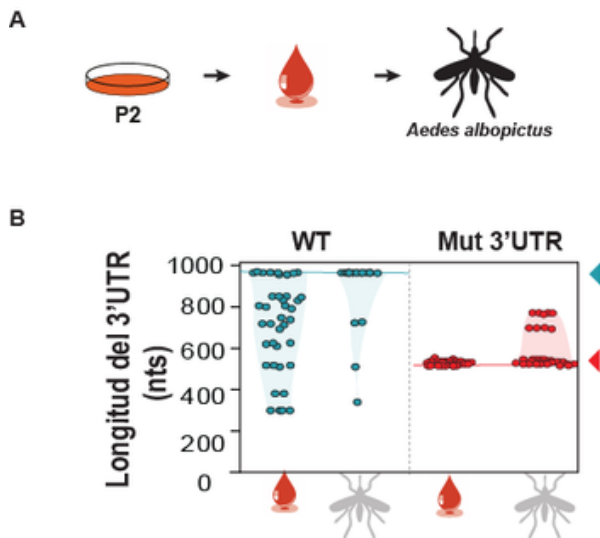 A
P2
Aedes albopictus
B
WT
Mut 3'UTR
Longitud del 3'UTR
(nts)
1000
800
600
400
200
0